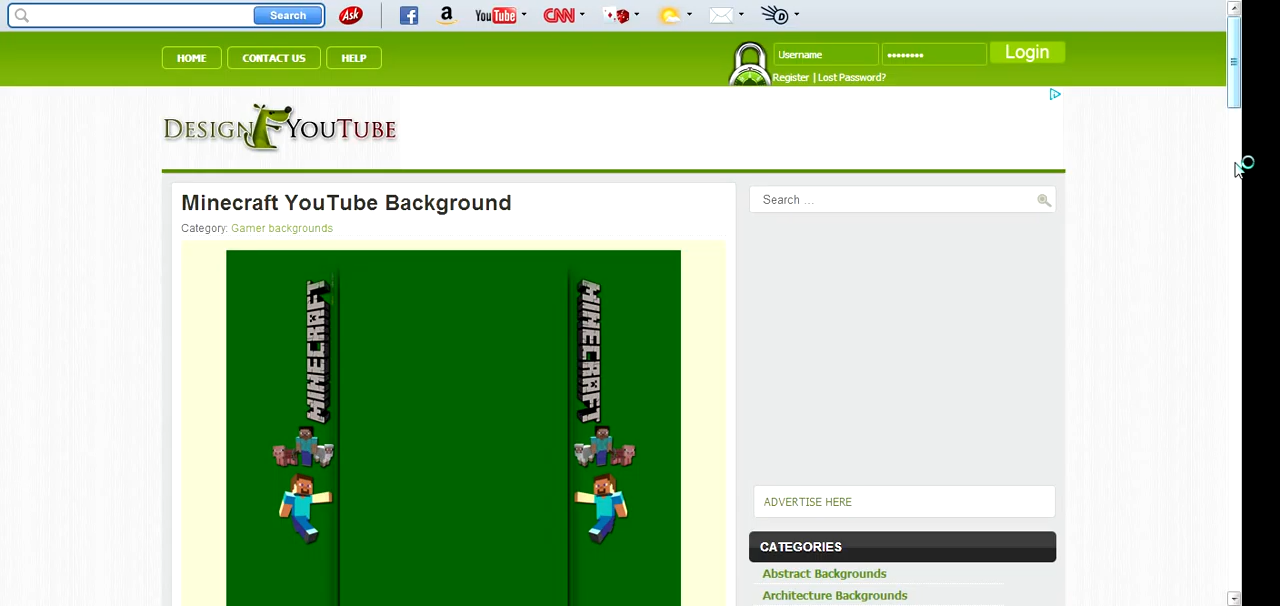 Search Ask a YouTube CNN
HOME CONTACT US HELP Username •••••••• Login
Register | Lost Password?
DESIGN YOUTUBE
Minecraft YouTube Background
Search ...
Category: Gamer backgrounds
MINECRAFT MINECRAFT
ADVERTISE HERE
CATEGORIES
Abstract Backgrounds
Architecture Backgrounds